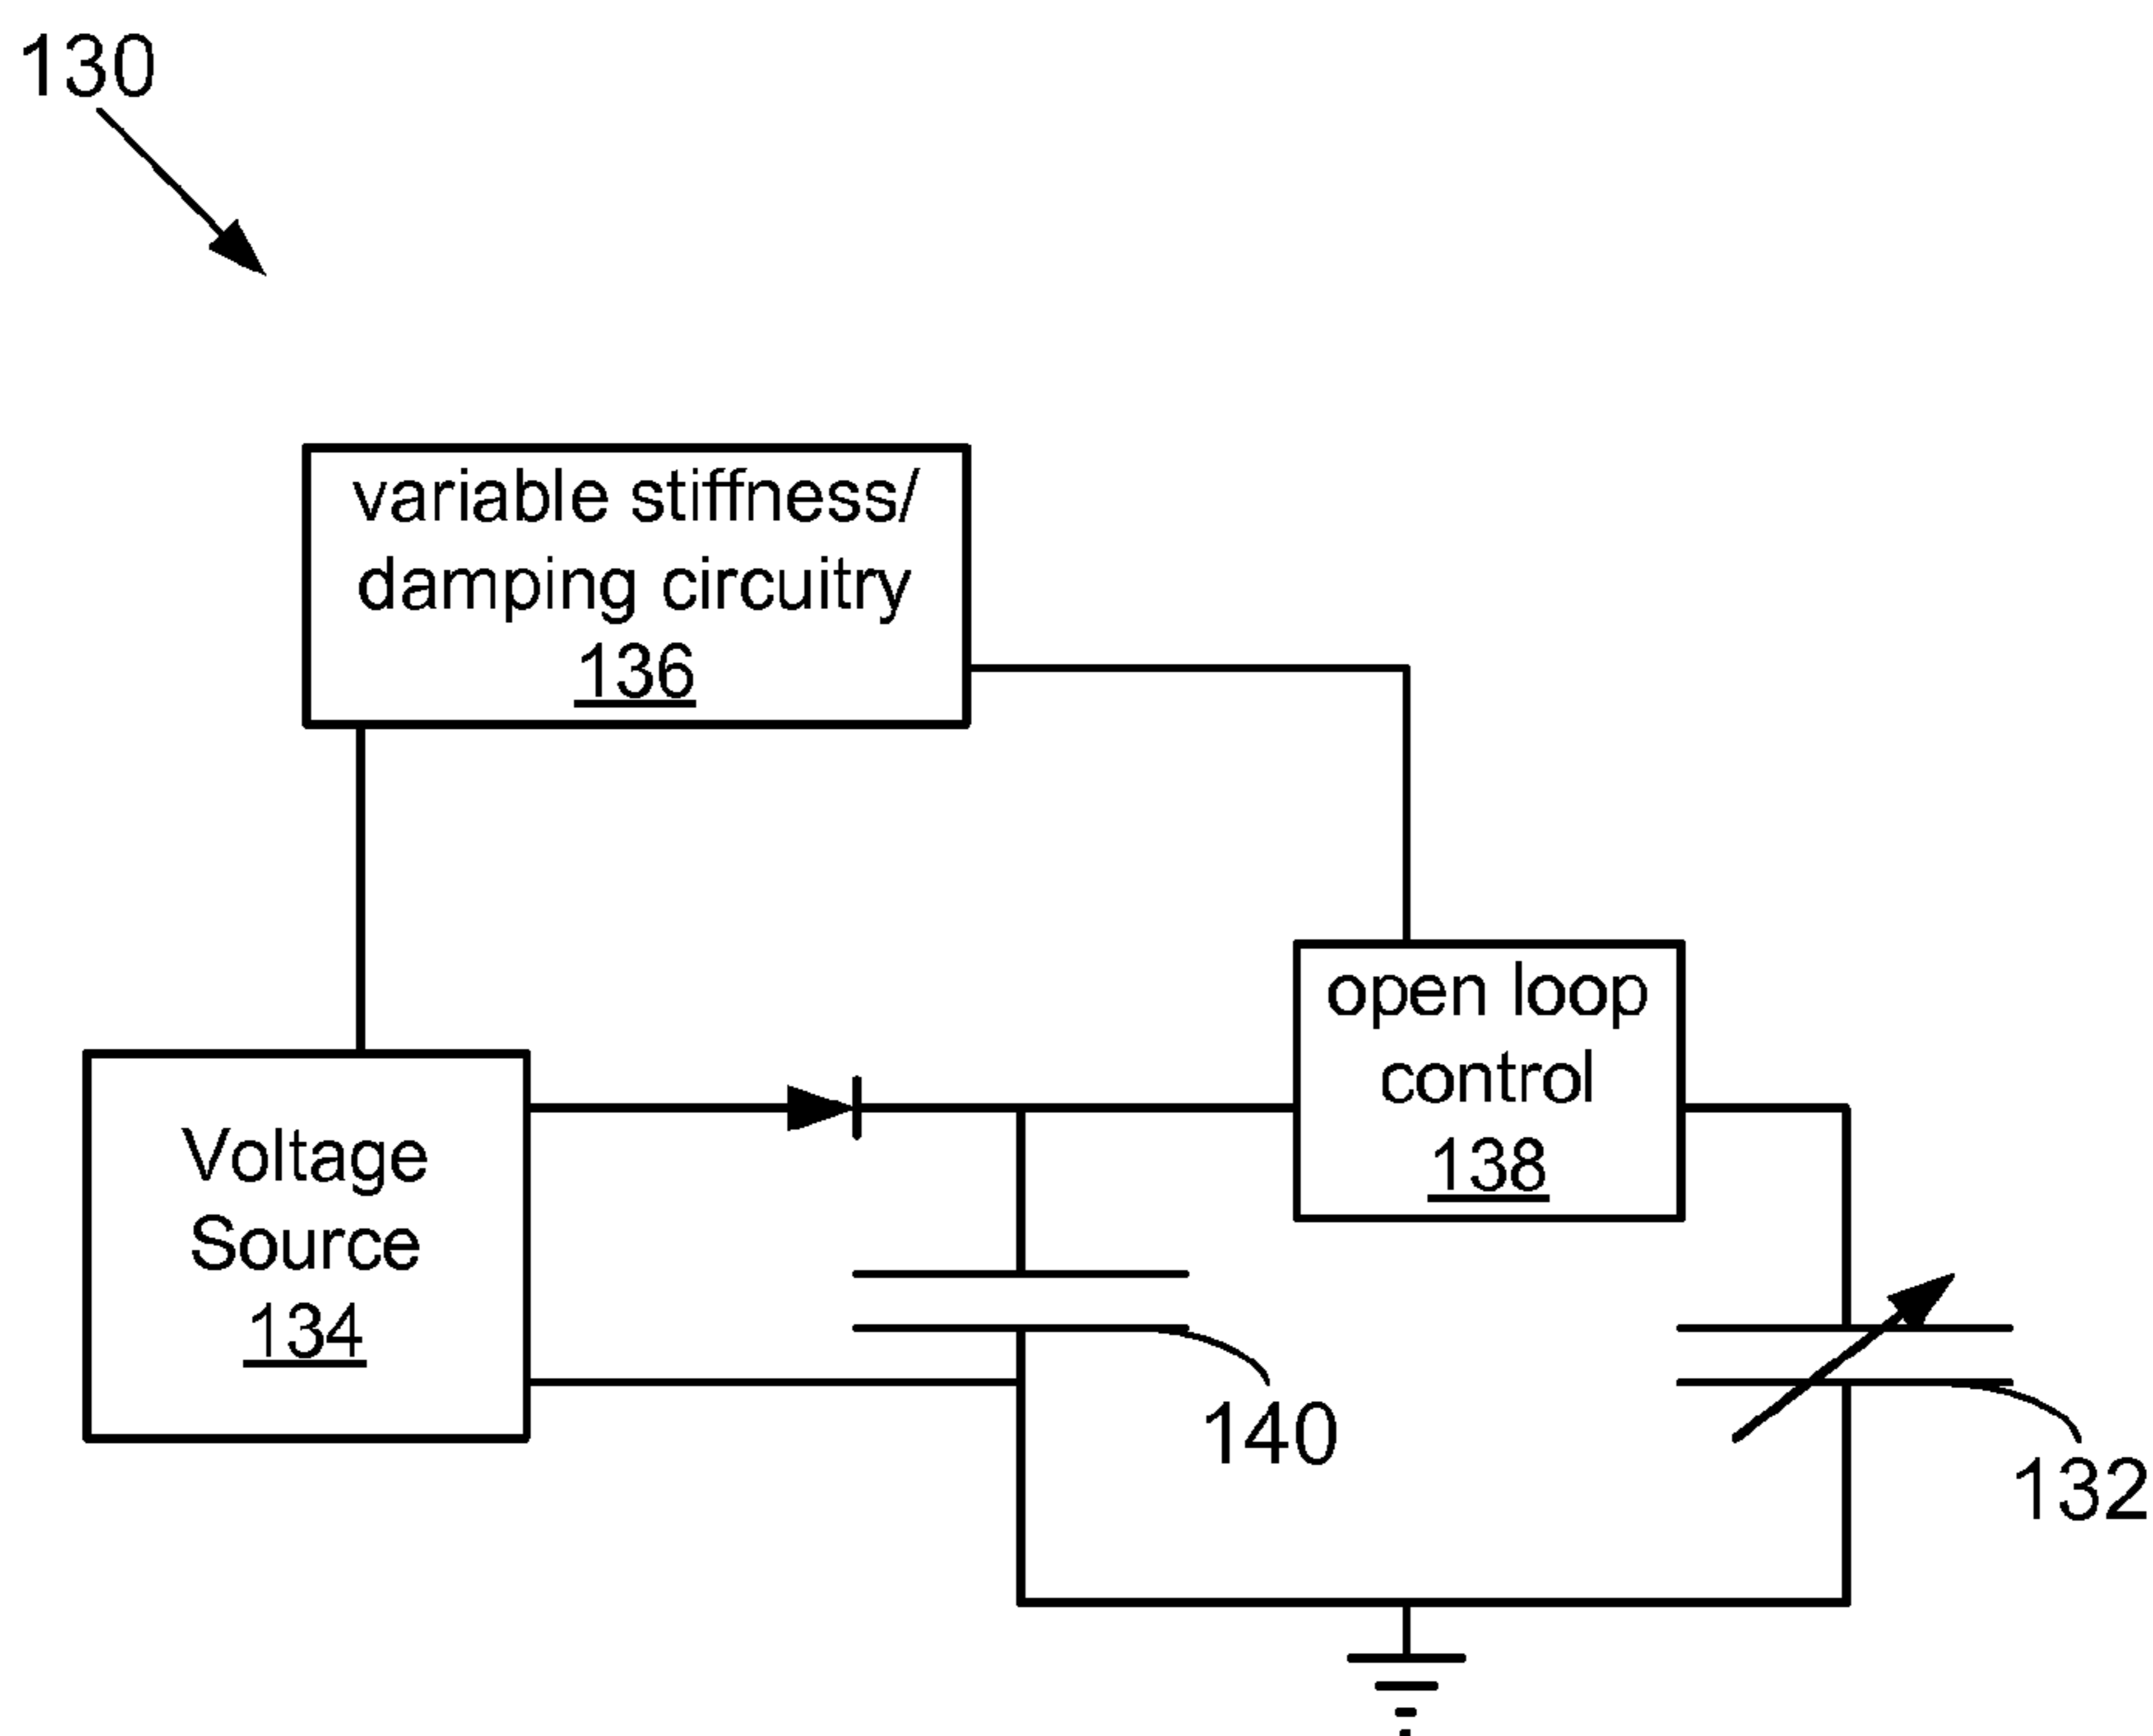 130
variable stiffness/
damping circuitry
136
open loop
control
138
Voltage
Source
134
140
132